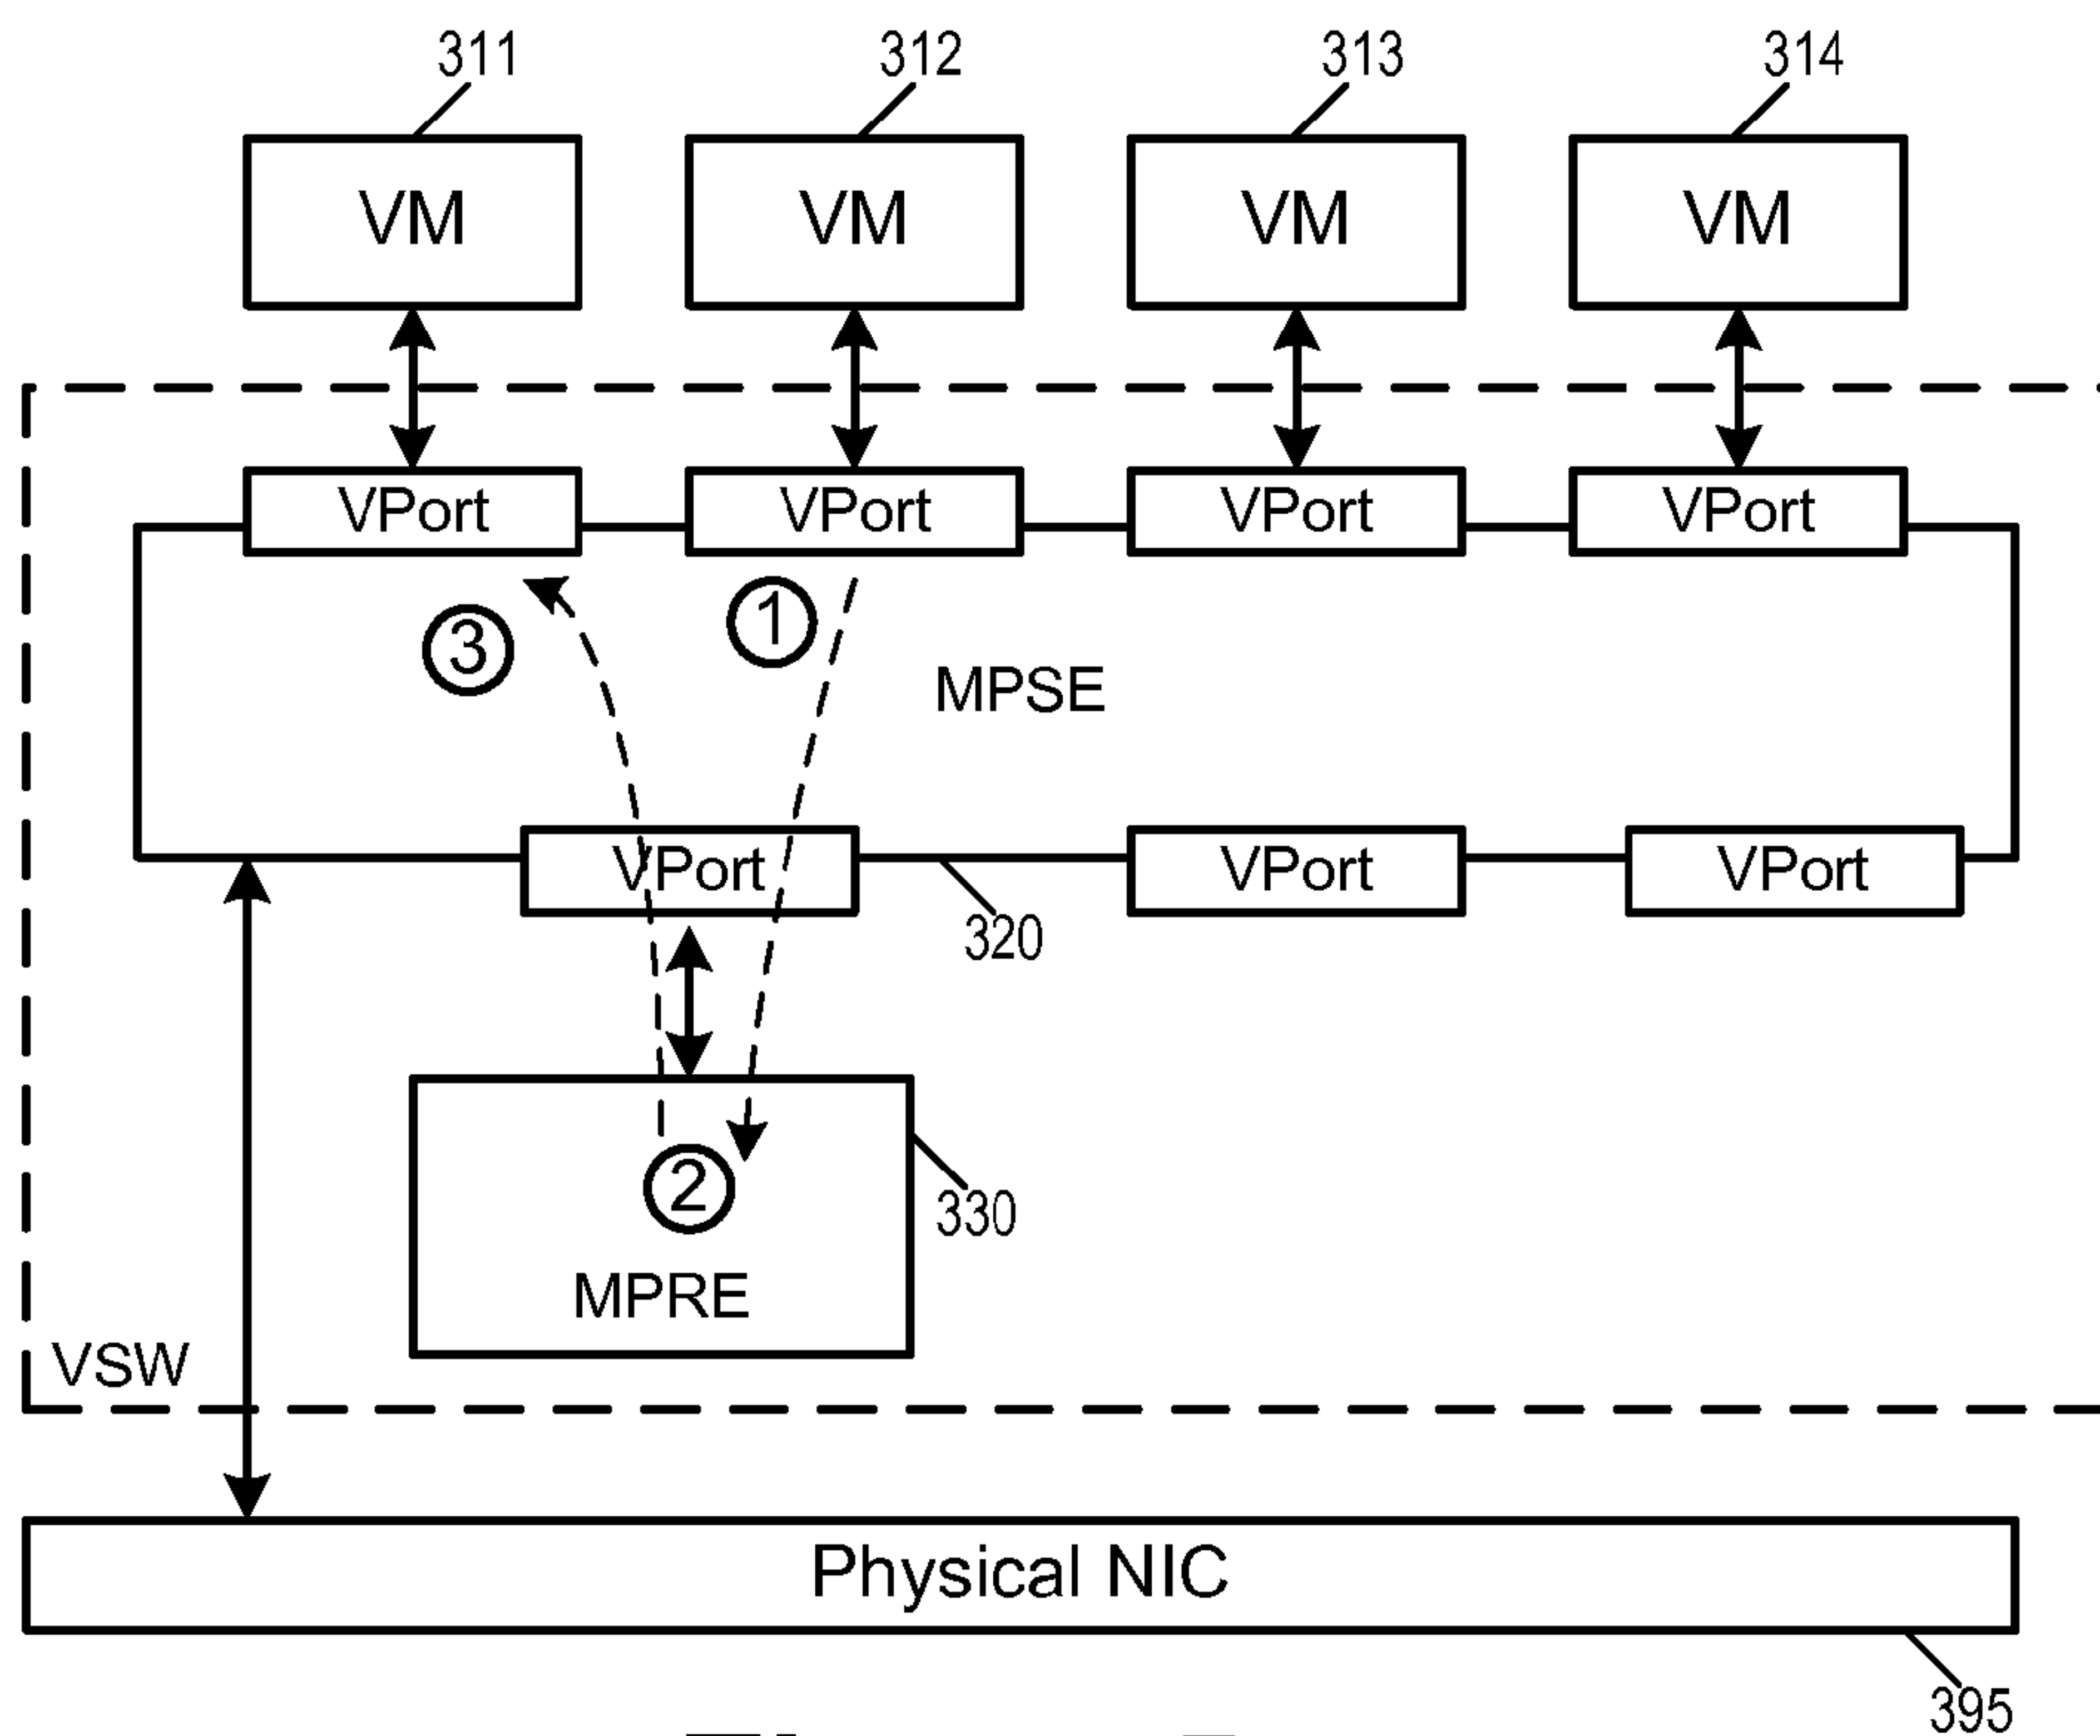 311 312 313 314
VM VM VM VM
VPort VPort VPort VPort
3 1
MPSE
VPort VPort VPort
320
2
330
MPRE
VSW
Physical NIC
395